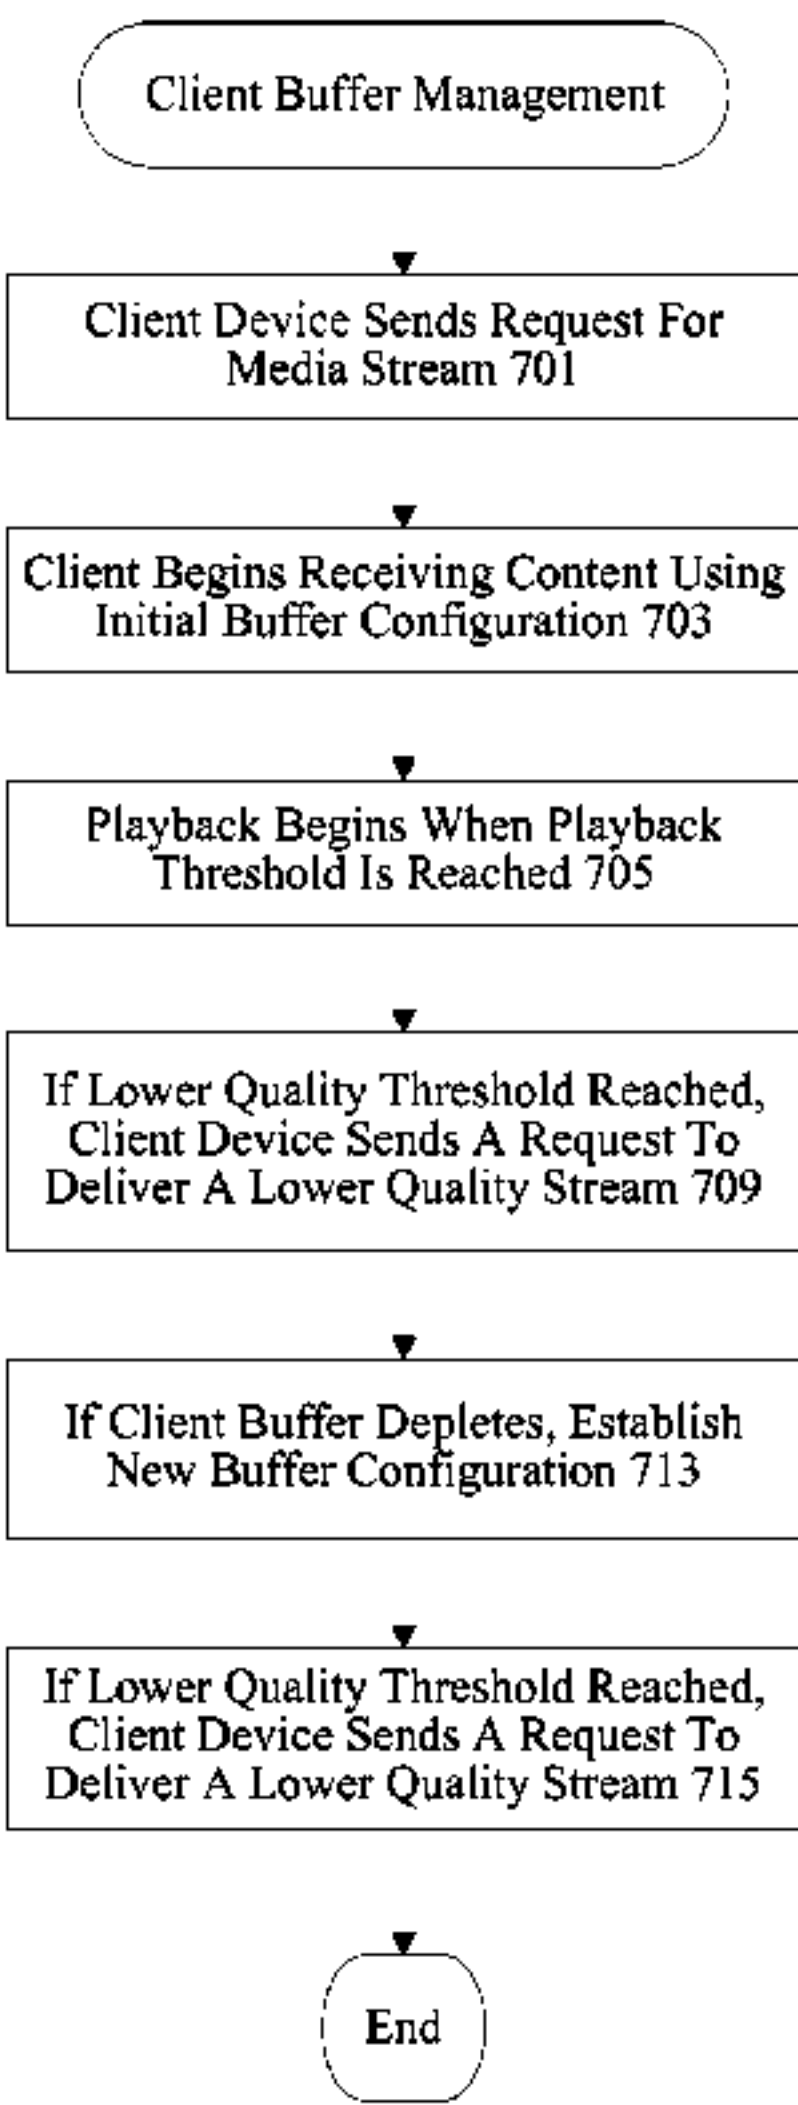 Client Buffer Management
Client Device Sends Request For
Media Stream 701
Client Begins Receiving Content Using
Initial Buffer Configuration 703
Playback Begins When Playback
Threshold Is Reached 705
If Lower Quality Threshold Reached,
Client Device Sends A Request To
Deliver A Lower Quality Stream 709
If Client Buffer Depletes, Establish
New Buffer Configuration 713
If Lower Quality Threshold Reached,
Client Device Sends A Request To
Deliver A Lower Quality Stream 715
End